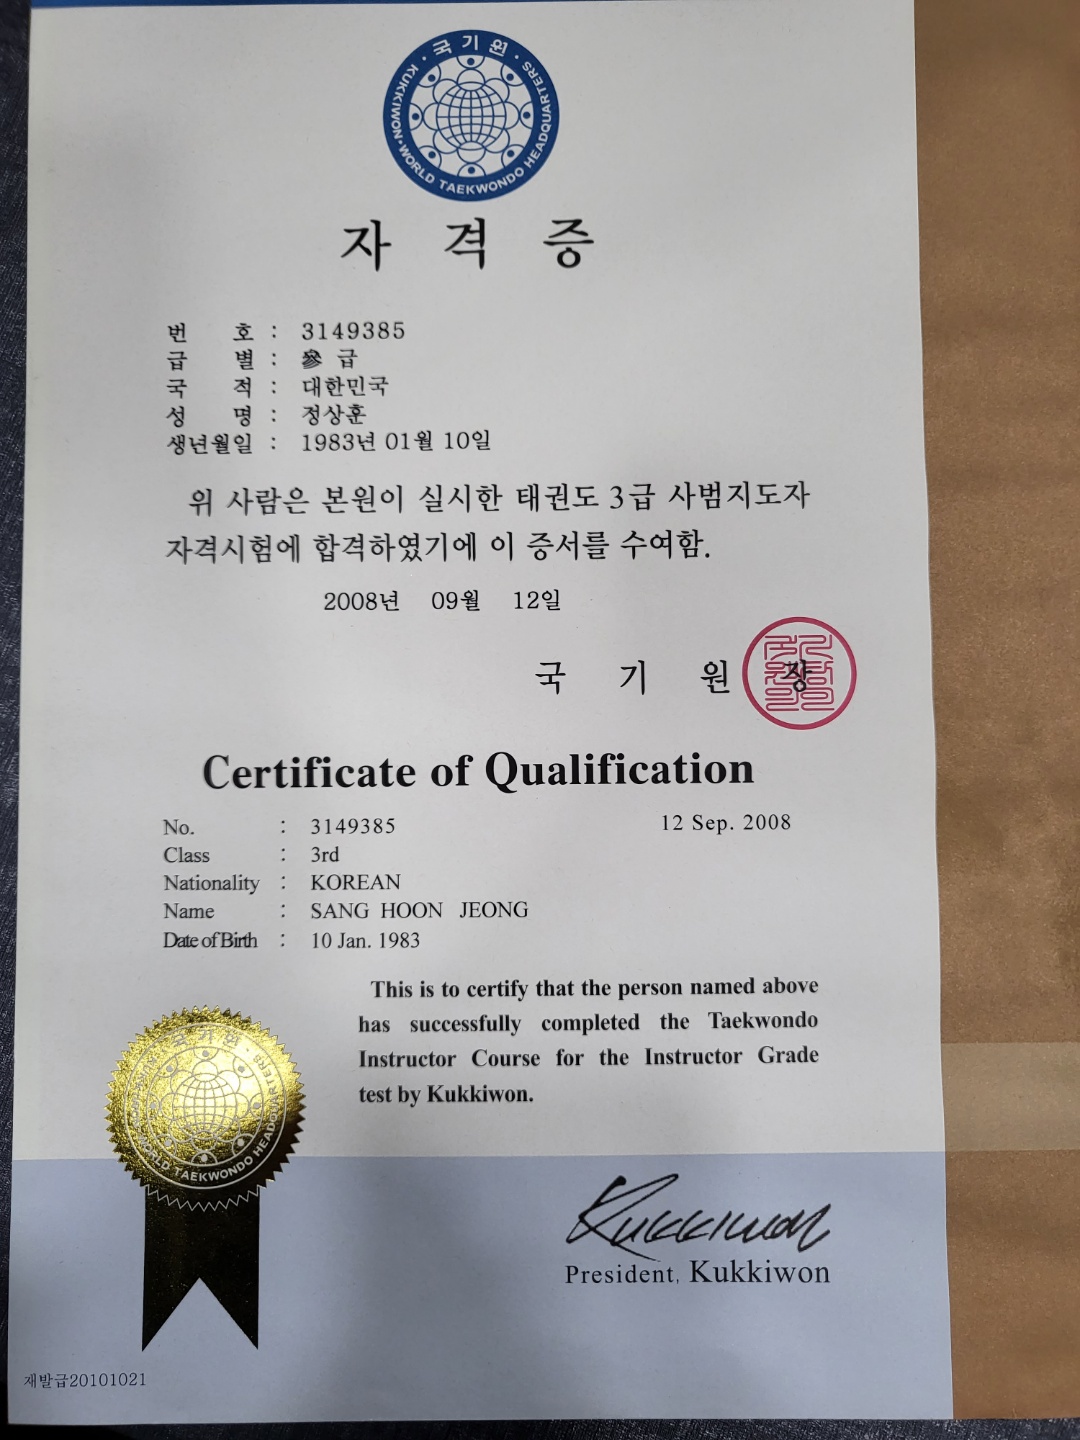 · 국 기 원 ·
KUKKIWON·WORLD TAEKWONDO HEADQUARTERS
자 격 증
번 호 : 3149385
급 별 : 參 급
국 적 : 대한민국
성 명 : 정상훈
생년월일 : 1983년 01월 10일
위 사람은 본원이 실시한 태권도 3급 사범지도자
자격시험에 합격하였기에 이 증서를 수여함.
2008년 09월 12일
국 기 원 장
Certificate of Qualification
No. : 3149385
12 Sep. 2008
Class : 3rd
Nationality : KOREAN
Name : SANG HOON JEONG
Date of Birth : 10 Jan. 1983
This is to certify that the person named above
has successfully completed the Taekwondo
Instructor Course for the Instructor Grade
test by Kukkiwon.
· 국 기 원 ·
KUKKIWON·WORLD TAEKWONDO HEADQUARTERS
Kukkiwon
President, Kukkiwon
재발급20101021